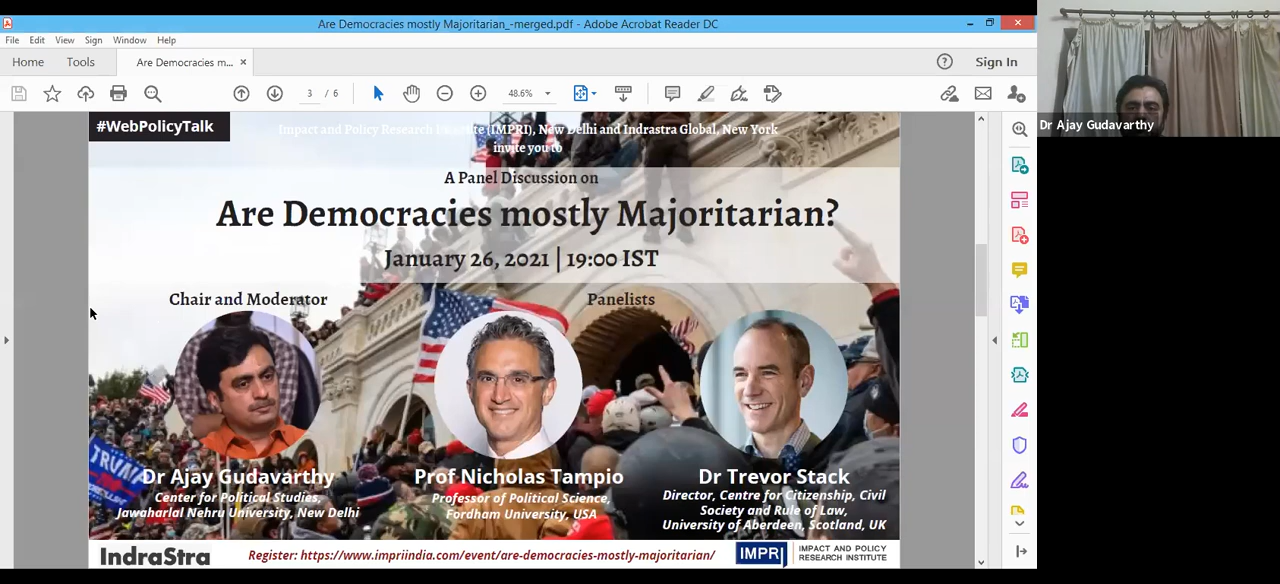 Are Democracies mostly Majoritarian_-merged.pdf - Adobe Acrobat Reader DC
File Edit View Sign Window Help
Home Tools Are Democracies m... × Sign In
3 / 6 48.6%
#WebPolicyTalk
Impact and Policy Research Institute (IMPRI), New Delhi and Indrastra Global, New York
invite you to
A Panel Discussion on
Are Democracies mostly Majoritarian?
January 26, 2021 | 19:00 IST
Chair and Moderator
Panelists
TRUMP
Dr Ajay Gudavarthy
Center for Political Studies,
Jawaharlal Nehru University, New Delhi
Prof Nicholas Tampio
Professor of Political Science,
Fordham University, USA
Dr Trevor Stack
Director, Centre for Citizenship, Civil
Society and Rule of Law,
University of Aberdeen, Scotland, UK
IndraStra
Register: https://www.impriindia.com/event/are-democracies-mostly-majoritarian/
IMPRI
IMPACT AND POLICY
RESEARCH INSTITUTE
Dr Ajay Gudavarthy